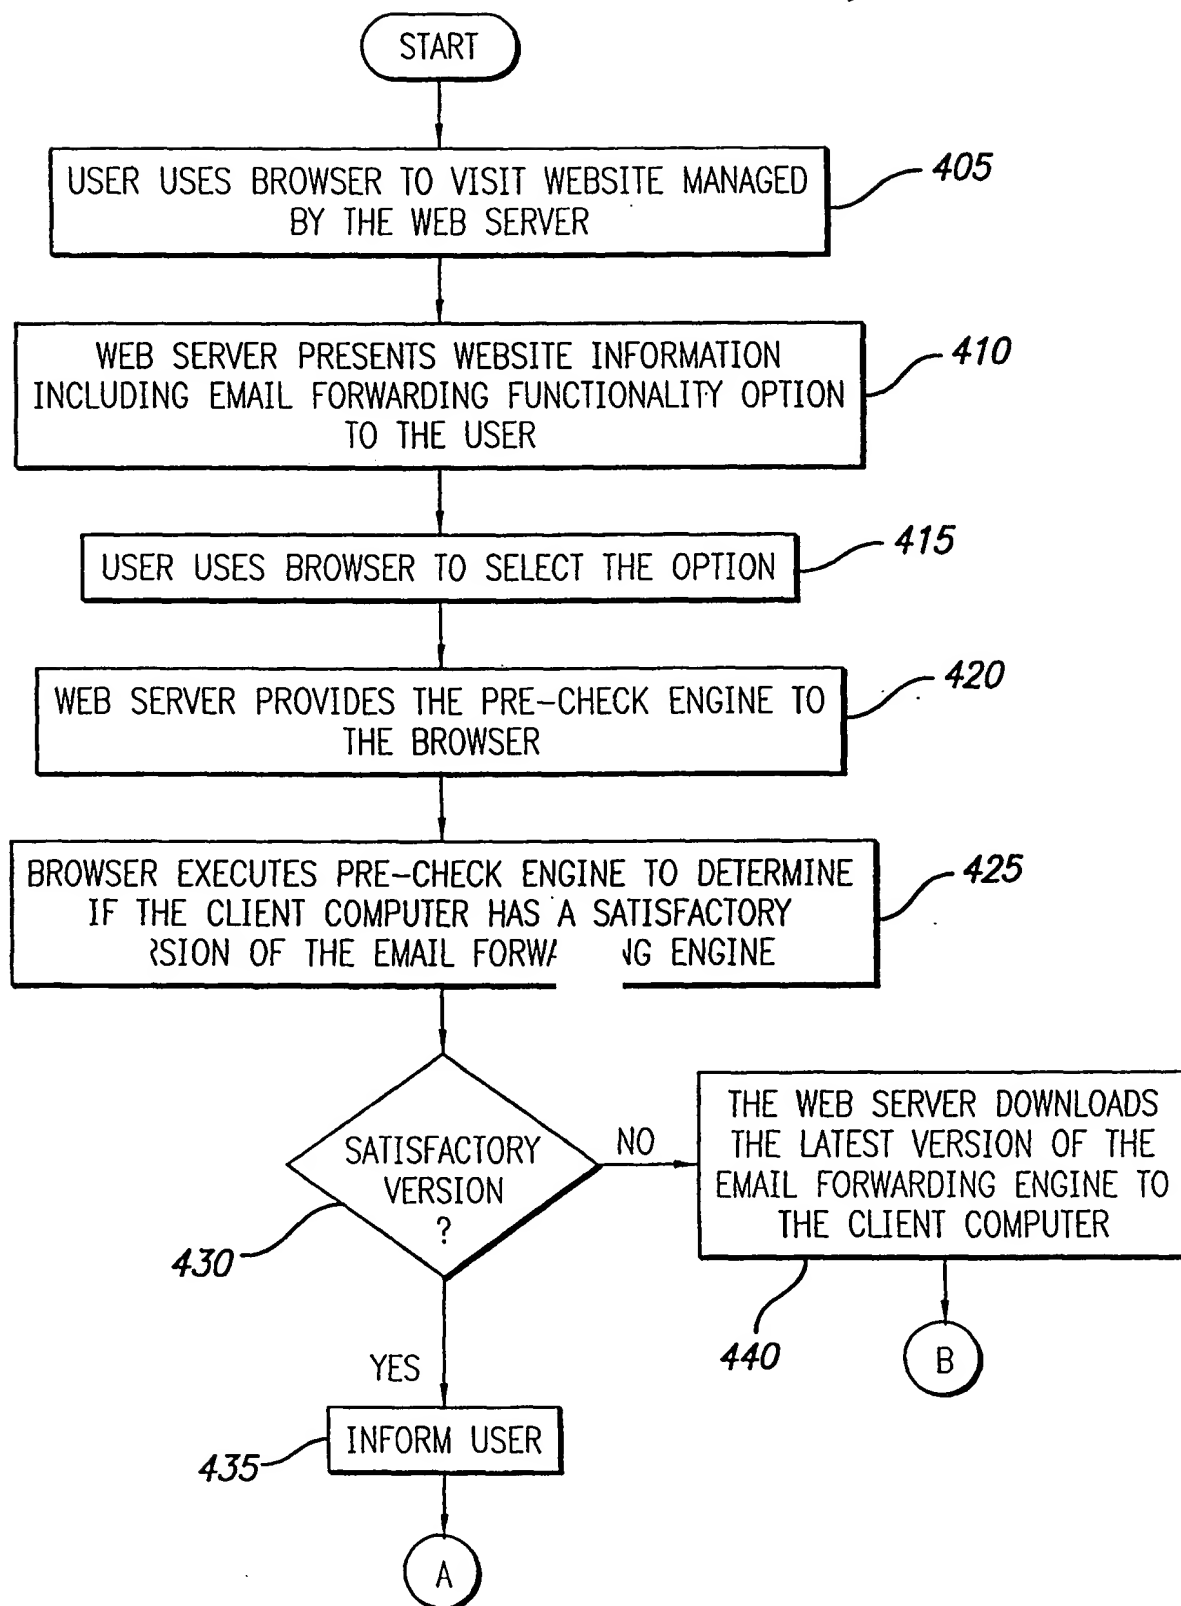 START
USER USES BROWSER TO VISIT WEBSITE MANAGED
BY THE WEB SERVER
405
WEB SERVER PRESENTS WEBSITE INFORMATION
INCLUDING EMAIL FORWARDING FUNCTIONALITY OPTION
TO THE USER
410
USER USES BROWSER TO SELECT THE OPTION
415
WEB SERVER PROVIDES THE PRE-CHECK ENGINE TO
THE BROWSER
420
BROWSER EXECUTES PRE-CHECK ENGINE TO DETERMINE
IF THE CLIENT COMPUTER HAS A SATISFACTORY
RSION OF THE EMAIL FORWA NG ENGINE
425
SATISFACTORY
VERSION
?
430
NO
THE WEB SERVER DOWNLOADS
THE LATEST VERSION OF THE
EMAIL FORWARDING ENGINE TO
THE CLIENT COMPUTER
440
B
YES
INFORM USER
435
A